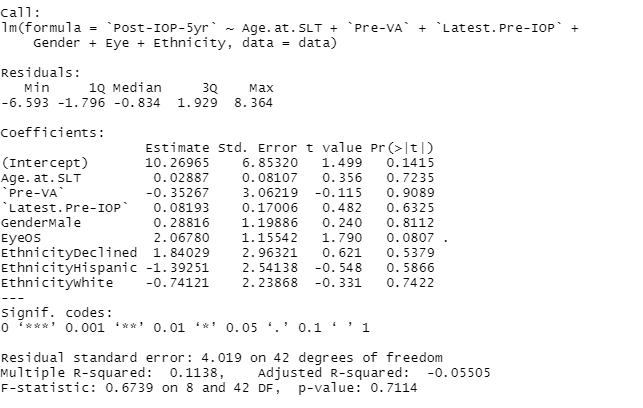 Call:
lm(formula = `Post-IOP-5yr` ~ Age.at.SLT + `Pre-VA` + `Latest.Pre-IOP` +
    Gender + Eye + Ethnicity, data = data)

Residuals:
   Min     1Q Median     3Q    Max
-6.593 -1.796 -0.834  1.929  8.364

Coefficients:
                  Estimate Std. Error t value Pr(>|t|)
(Intercept)       10.26965    6.85320   1.499   0.1415
Age.at.SLT         0.02887    0.08107   0.356   0.7235
`Pre-VA`          -0.35267    3.06219  -0.115   0.9089
`Latest.Pre-IOP`   0.08193    0.17006   0.482   0.6325
GenderMale         0.28816    1.19886   0.240   0.8112
EyeOS              2.06780    1.15542   1.790   0.0807 .
EthnicityDeclined  1.84029    2.96321   0.621   0.5379
EthnicityHispanic -1.39251    2.54138  -0.548   0.5866
EthnicityWhite    -0.74121    2.23868  -0.331   0.7422
---
Signif. codes:
0 ‘***’ 0.001 ‘**’ 0.01 ‘*’ 0.05 ‘.’ 0.1 ‘ ’ 1

Residual standard error: 4.019 on 42 degrees of freedom
Multiple R-squared:  0.1138,    Adjusted R-squared:  -0.05505
F-statistic: 0.6739 on 8 and 42 DF,  p-value: 0.7114